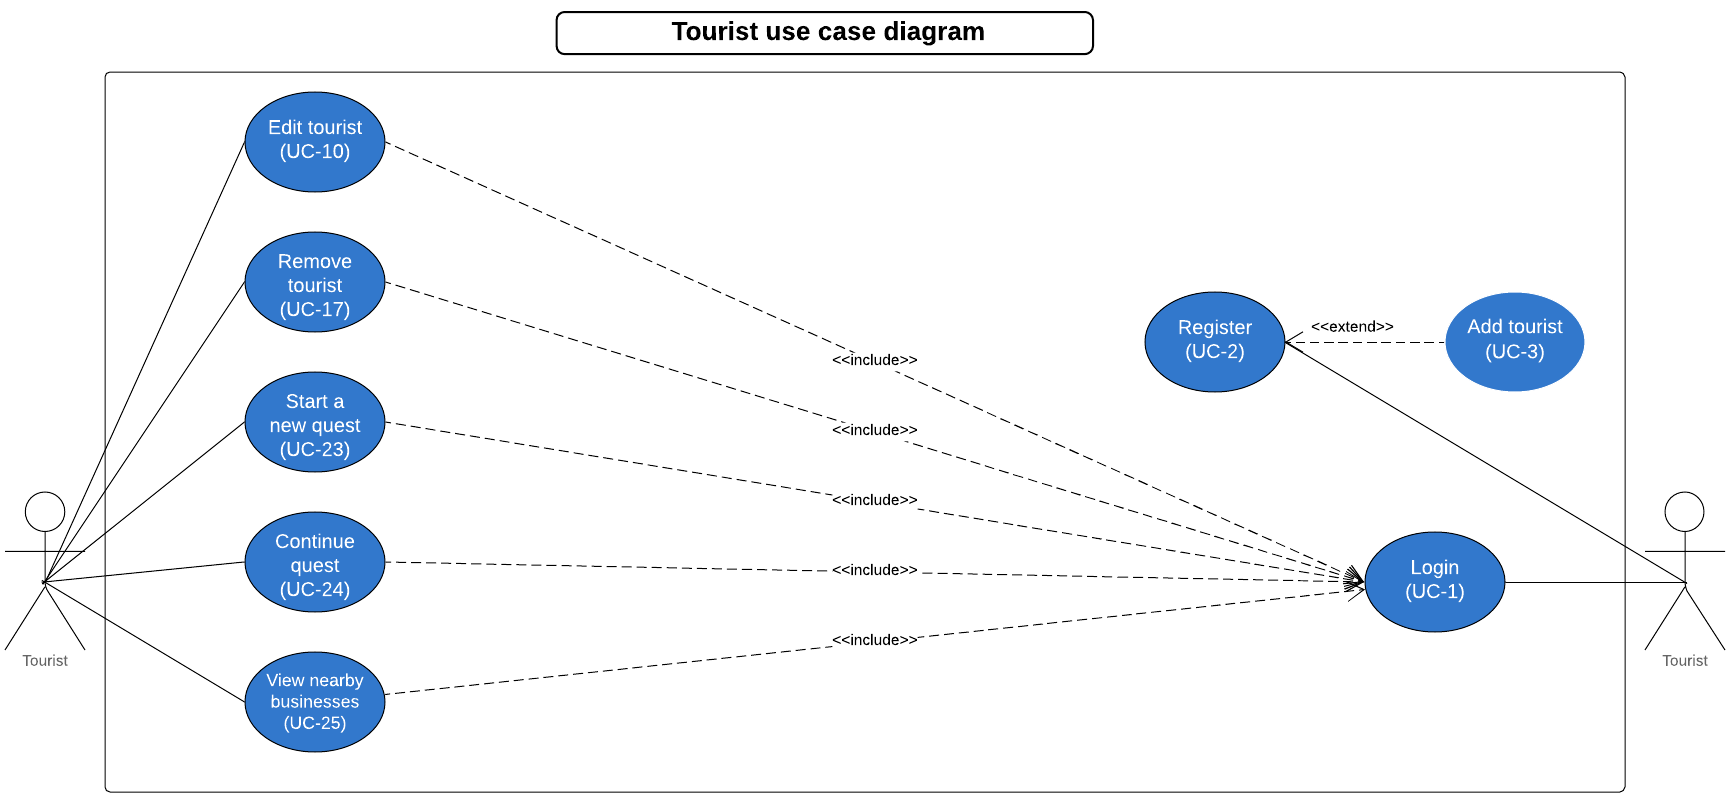 Tourist use case diagram
Edit tourist
(UC-10)
Remove
tourist
(UC-17)
Start a
new quest
(UC-23)
Continue
quest
(UC-24)
View nearby
businesses
(UC-25)
<<include>>
<<include>>
<<include>>
<<include>>
<<include>>
Register
(UC-2)
<<extend>>
Add tourist
(UC-3)
Login
(UC-1)
Tourist
Tourist